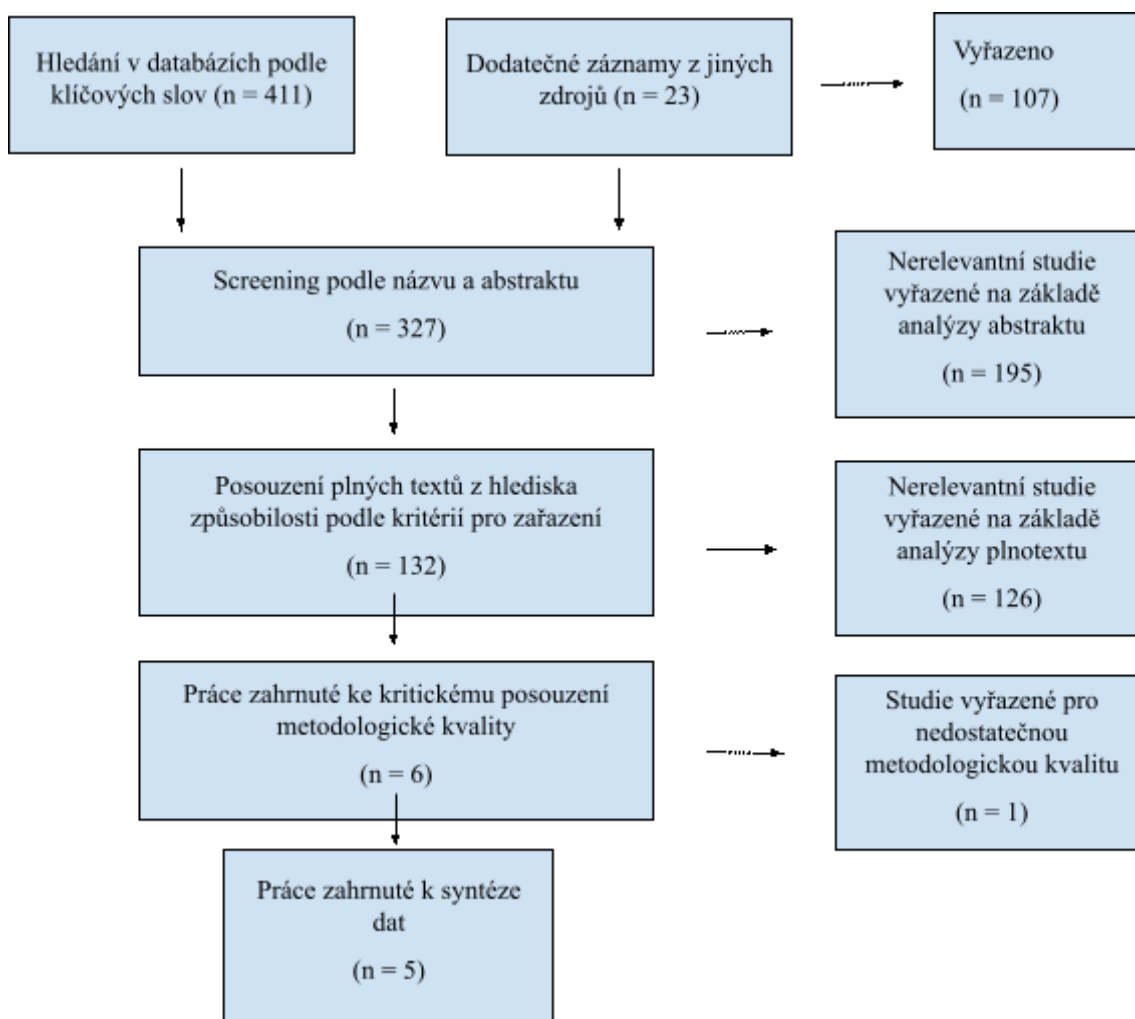 Hledání v databázích podle
klíčových slov (n = 411)
Dodatečné záznamy z jiných
zdrojů (n = 23)
Vyřazeno
(n = 107)
Screening podle názvu a abstraktu
(n = 327)
Nerelevantní studie
vyřazené na základě
analýzy abstraktu
(n = 195)
Posouzení plných textů z hlediska
způsobilosti podle kritérií pro zařazení
(n = 132)
Nerelevantní studie
vyřazené na základě
analýzy plnotextu
(n = 126)
Práce zahrnuté ke kritickému posouzení
metodologické kvality
(n = 6)
Studie vyřazené pro
nedostatečnou
metodologickou kvalitu
(n = 1)
Práce zahrnuté k syntéze
dat
(n = 5)